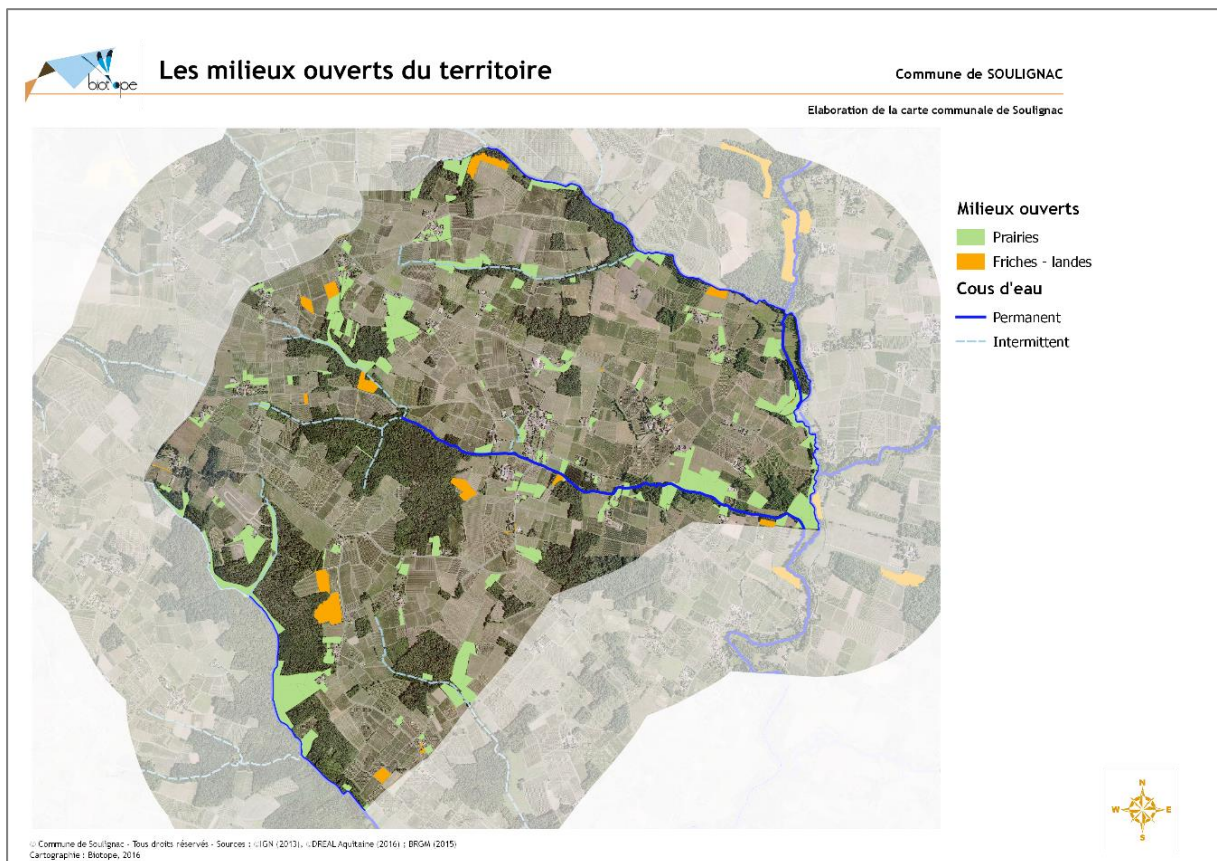 biotope
Les milieux ouverts du territoire
Commune de SOULIGNAC
Elaboration de la carte communale de Soulignac
Milieux ouverts
Prairies
Friches - landes
Cous d'eau
Permanent
Intermittent
N
W E
S
© Commune de Soulignac - Tous droits réservés - Sources : ©IGN (2013), ©DREAL Aquitaine (2016) ; BRGM (2015)
Cartographie : Biotope, 2016